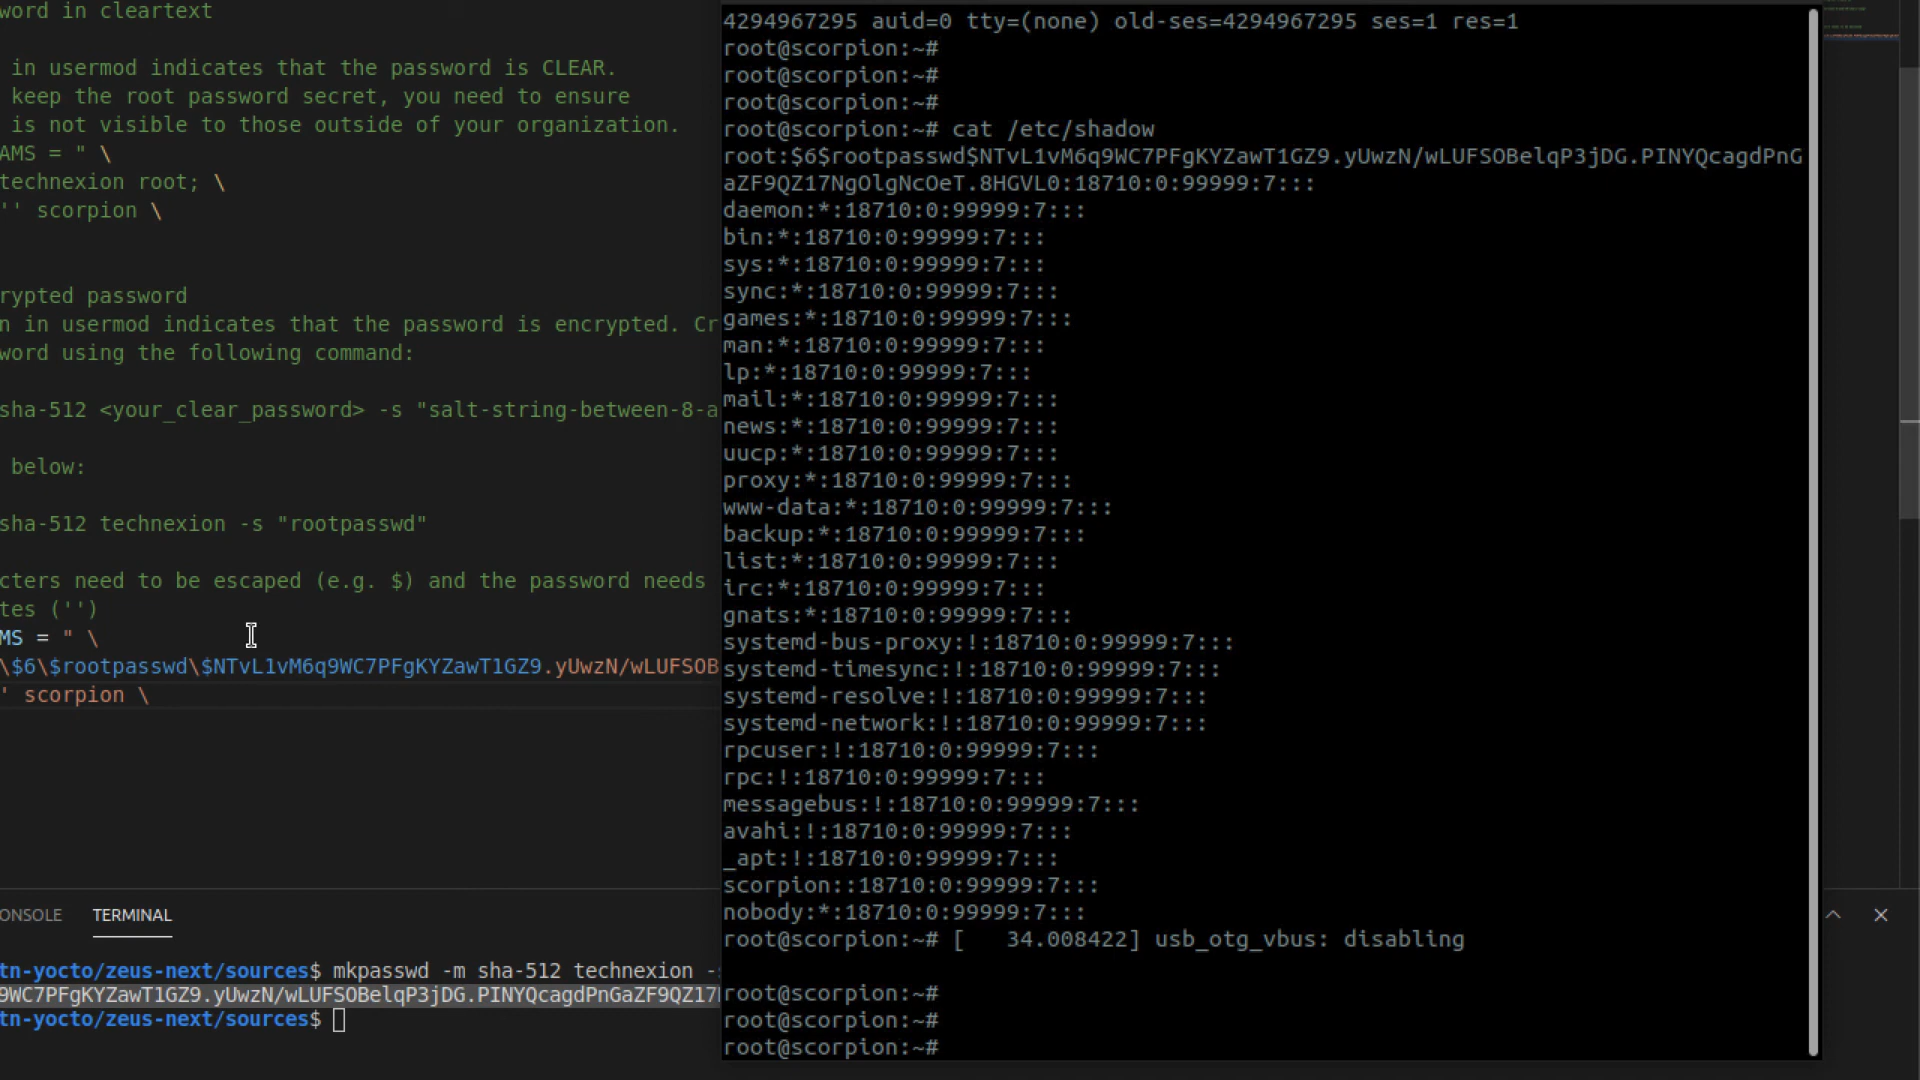 word in cleartext
in usermod indicates that the password is CLEAR.
keep the root password secret, you need to ensure
is not visible to those outside of your organization.
AMS = " \
technexion root; \
'' scorpion \
rypted password
n in usermod indicates that the password is encrypted. Cr
word using the following command:
sha-512 <your_clear_password> -s "salt-string-between-8-a
below:
sha-512 technexion -s "rootpasswd"
cters need to be escaped (e.g. $) and the password needs
tes ('')
MS = " \
\$6\$rootpasswd\$NTvL1vM6q9WC7PFgKYZawT1GZ9.yUwzN/wLUFSOB
' scorpion \
ONSOLE
TERMINAL
tn-yocto/zeus-next/sources$ mkpasswd -m sha-512 technexion -s
9WC7PFgKYZawT1GZ9.yUwzN/wLUFSOBelqP3jDG.PINYQcagdPnGaZF9QZ17
tn-yocto/zeus-next/sources$
4294967295 auid=0 tty=(none) old-ses=4294967295 ses=1 res=1
root@scorpion:~#
root@scorpion:~#
root@scorpion:~#
root@scorpion:~# cat /etc/shadow
root:$6$rootpasswd$NTvL1vM6q9WC7PFgKYZawT1GZ9.yUwzN/wLUFSOBelqP3jDG.PINYQcagdPnG
aZF9QZ17NgOlgNcOeT.8HGVL0:18710:0:99999:7:::
daemon:*:18710:0:99999:7:::
bin:*:18710:0:99999:7:::
sys:*:18710:0:99999:7:::
sync:*:18710:0:99999:7:::
games:*:18710:0:99999:7:::
man:*:18710:0:99999:7:::
lp:*:18710:0:99999:7:::
mail:*:18710:0:99999:7:::
news:*:18710:0:99999:7:::
uucp:*:18710:0:99999:7:::
proxy:*:18710:0:99999:7:::
www-data:*:18710:0:99999:7:::
backup:*:18710:0:99999:7:::
list:*:18710:0:99999:7:::
irc:*:18710:0:99999:7:::
gnats:*:18710:0:99999:7:::
systemd-bus-proxy:!:18710:0:99999:7:::
systemd-timesync:!:18710:0:99999:7:::
systemd-resolve:!:18710:0:99999:7:::
systemd-network:!:18710:0:99999:7:::
rpcuser:!:18710:0:99999:7:::
rpc:!:18710:0:99999:7:::
messagebus:!:18710:0:99999:7:::
avahi:!:18710:0:99999:7:::
_apt:!:18710:0:99999:7:::
scorpion::18710:0:99999:7:::
nobody:*:18710:0:99999:7:::
root@scorpion:~# [   34.008422] usb_otg_vbus: disabling
root@scorpion:~#
root@scorpion:~#
root@scorpion:~#